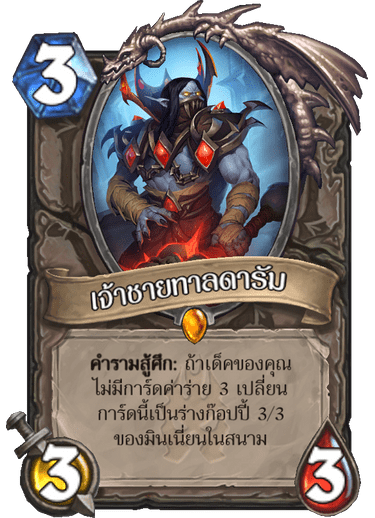 3
เจ้าชายทาลดารัม
คำรามสู้ศึก: ถ้าเด็คของคุณ
ไม่มีการ์ดค่าร่าย 3 เปลี่ยน
การ์ดนี้เป็นร่างก๊อปปี้ 3/3
ของมินเนี่ยนในสนาม
3
3